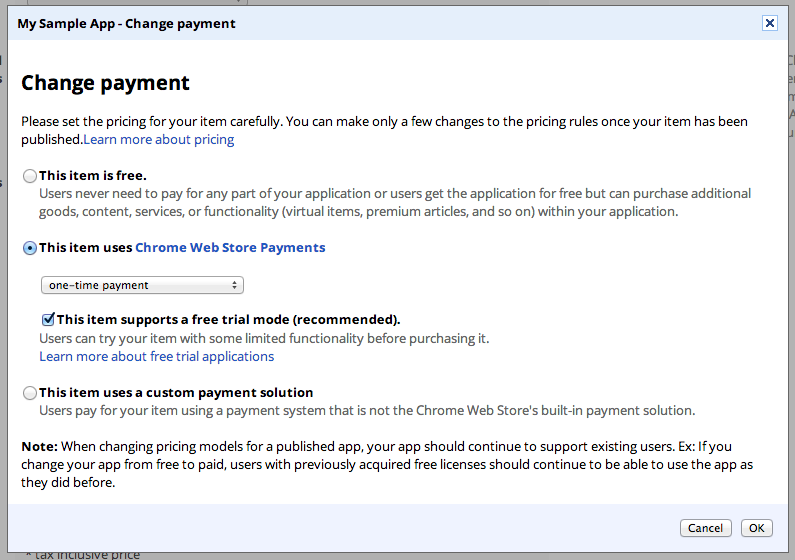 My Sample App - Change payment
Change payment
Please set the pricing for your item carefully. You can make only a few changes to the pricing rules once your item has been
published.Learn more about pricing
This item is free.
Users never need to pay for any part of your application or users get the application for free but can purchase additional
goods, content, services, or functionality (virtual items, premium articles, and so on) within your application.
This item uses Chrome Web Store Payments
one-time payment
This item supports a free trial mode (recommended).
Users can try your item with some limited functionality before purchasing it.
Learn more about free trial applications
This item uses a custom payment solution
Users pay for your item using a payment system that is not the Chrome Web Store's built-in payment solution.
Note: When changing pricing models for a published app, your app should continue to support existing users. Ex: If you
change your app from free to paid, users with previously acquired free licenses should continue to be able to use the app as
they did before.
Cancel OK
* tax inclusive price